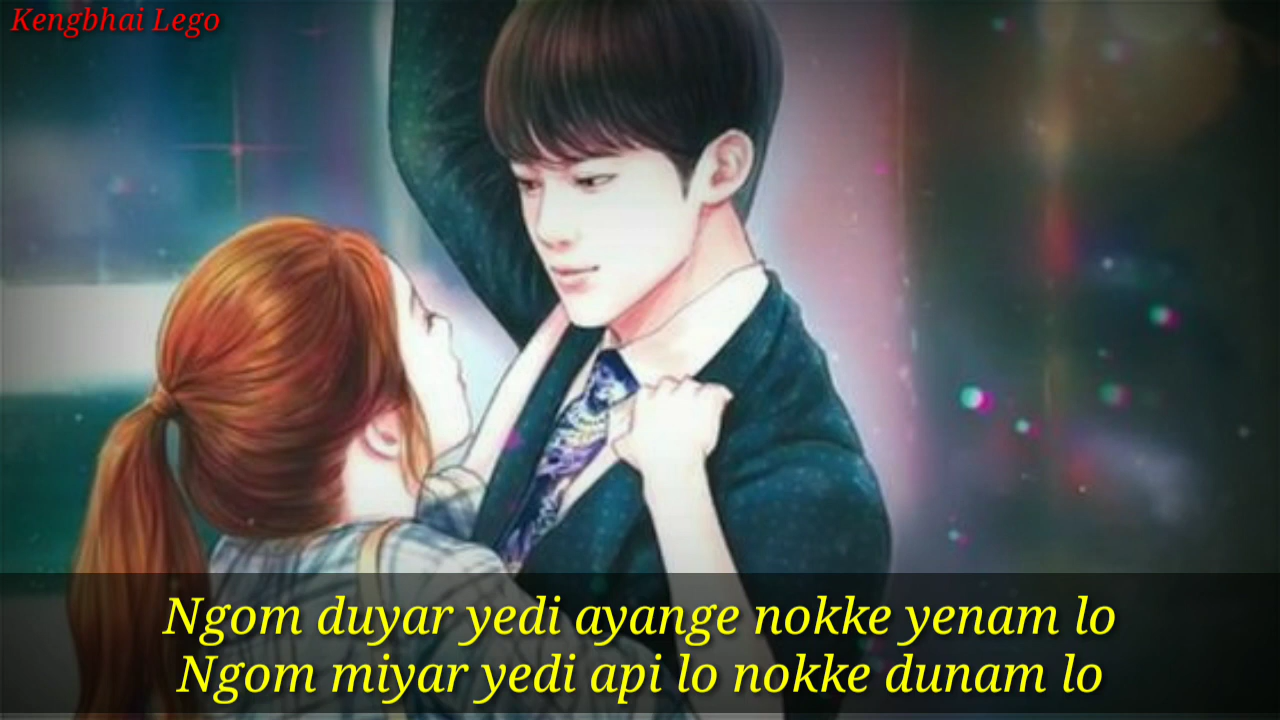 Kengbhai Lego
Ngom duyar yedi ayange nokke yenam lo
Ngom miyar yedi api lo nokke dunam lo